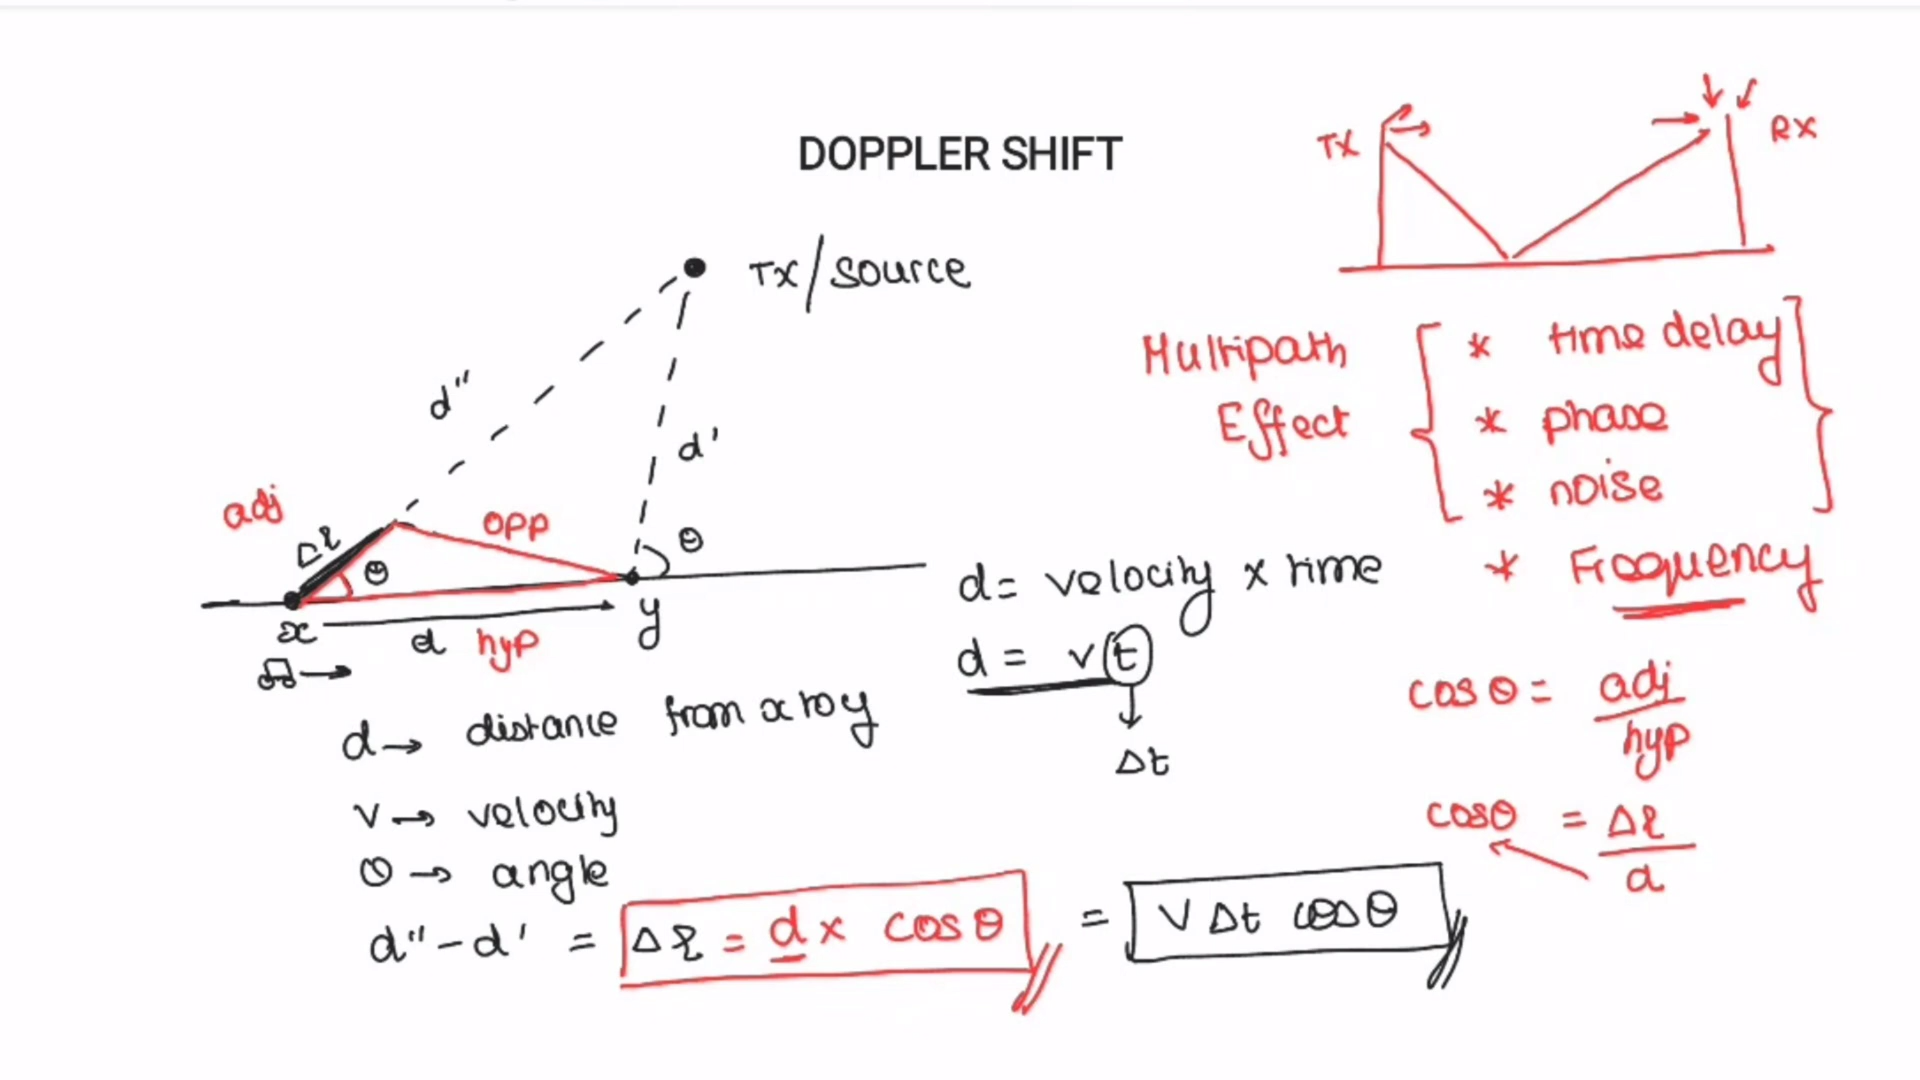 DOPPLER SHIFT
TX
RX
TX/source
d''
d'
adj
Δl
θ
opp
θ
x
d
hyp
y
Multipath
Effect
* time delay
* phase
* noise
* Frequency
d = velocity x time
d = v t
Δt
d → distance from x to y
v → velocity
θ → angle
d'' - d' = Δl = d x cos θ = V Δt cos θ
cos θ = adj
hyp
cos θ = Δl
d